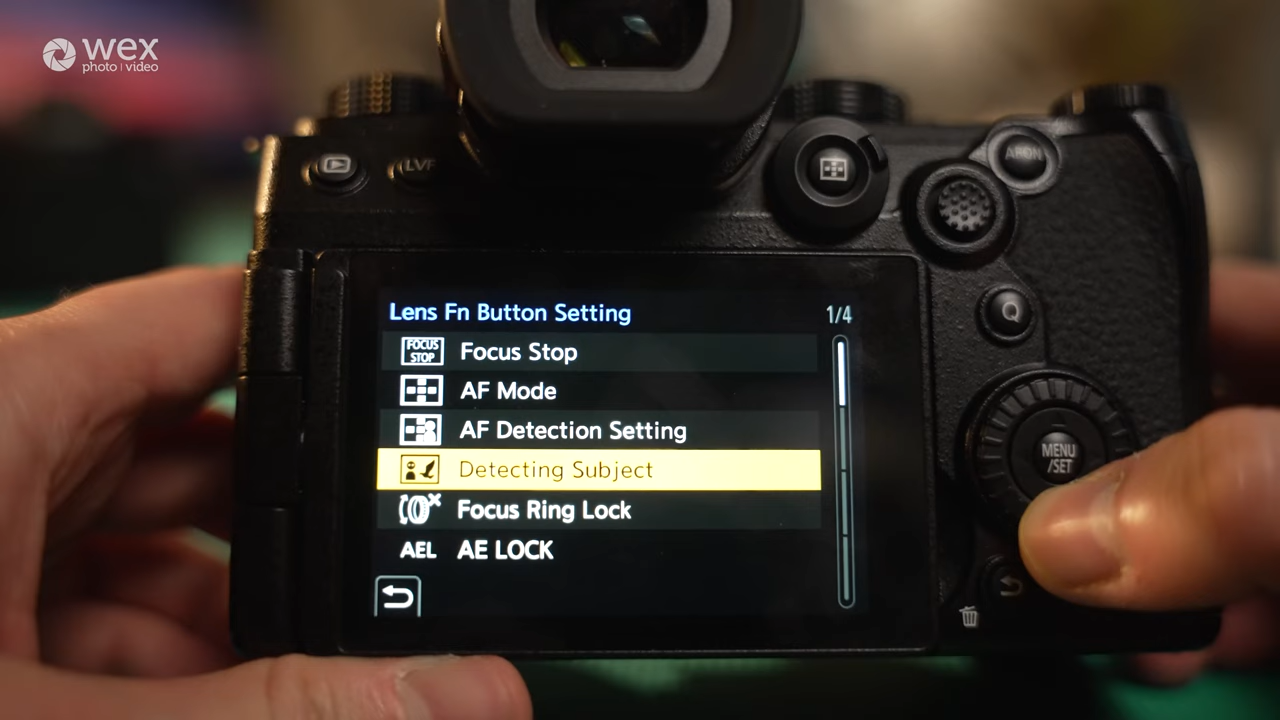 wex
photo | video
LVF
AF ON
Q
MENU
/SET
Lens Fn Button Setting
1/4
FOCUS
STOP
Focus Stop
AF Mode
AF Detection Setting
Detecting Subject
Focus Ring Lock
AEL
AE LOCK